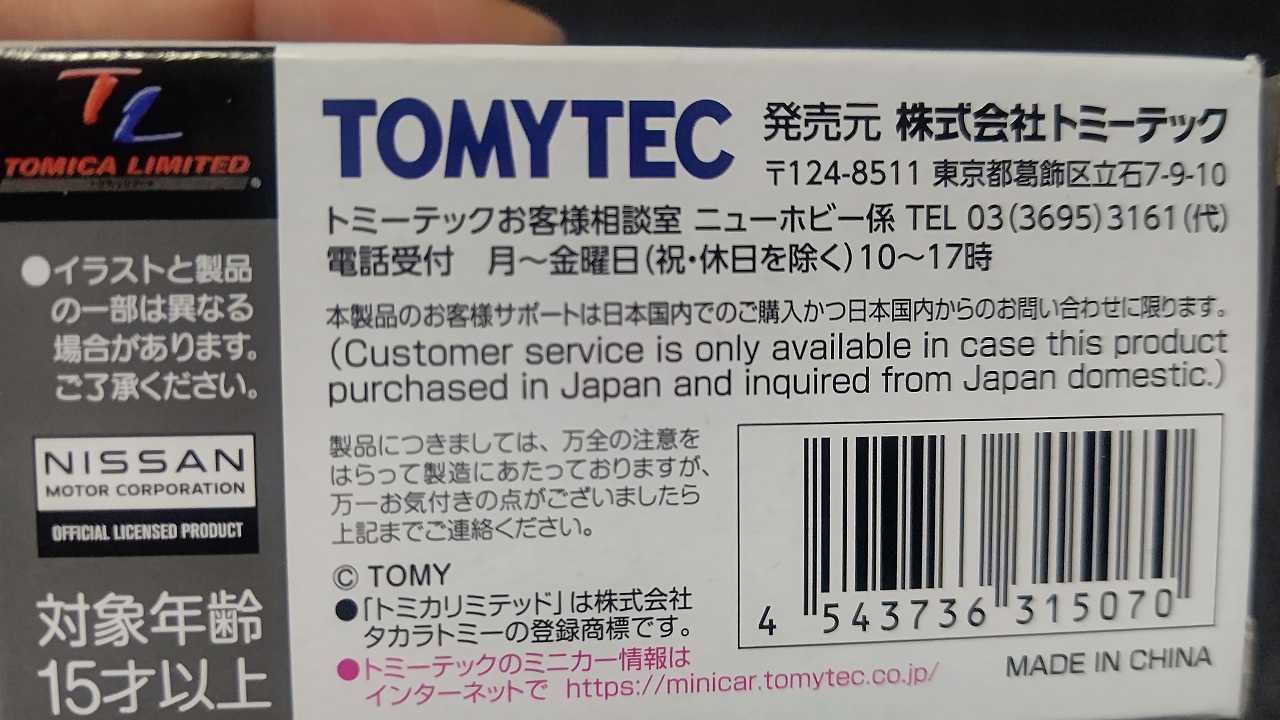 TL
TOMICA LIMITED
●イラストと製品
の一部は異なる
場合があります。
ご了承ください。
NISSAN
MOTOR CORPORATION
OFFICIAL LICENSED PRODUCT
対象年齢
15才以上
TOMYTEC
発売元 株式会社トミーテック
〒124-8511 東京都葛飾区立石7-9-10
トミーテックお客様相談室 ニューホビー係 TEL 03(3695)3161(代)
電話受付 月～金曜日(祝・休日を除く)10～17時
本製品のお客様サポートは日本国内でのご購入かつ日本国内からのお問い合わせに限ります。
(Customer service is only available in case this product
purchased in Japan and inquired from Japan domestic.)
製品につきましては、万全の注意を
はらって製造にあたっておりますが、
万一お気付きの点がございましたら
上記までご連絡ください。
© TOMY
●「トミカリミテッド」は株式会社
タカラトミーの登録商標です。
●トミーテックのミニカー情報は
インターネットで https://minicar.tomytec.co.jp/
4 543736 315070
MADE IN CHINA